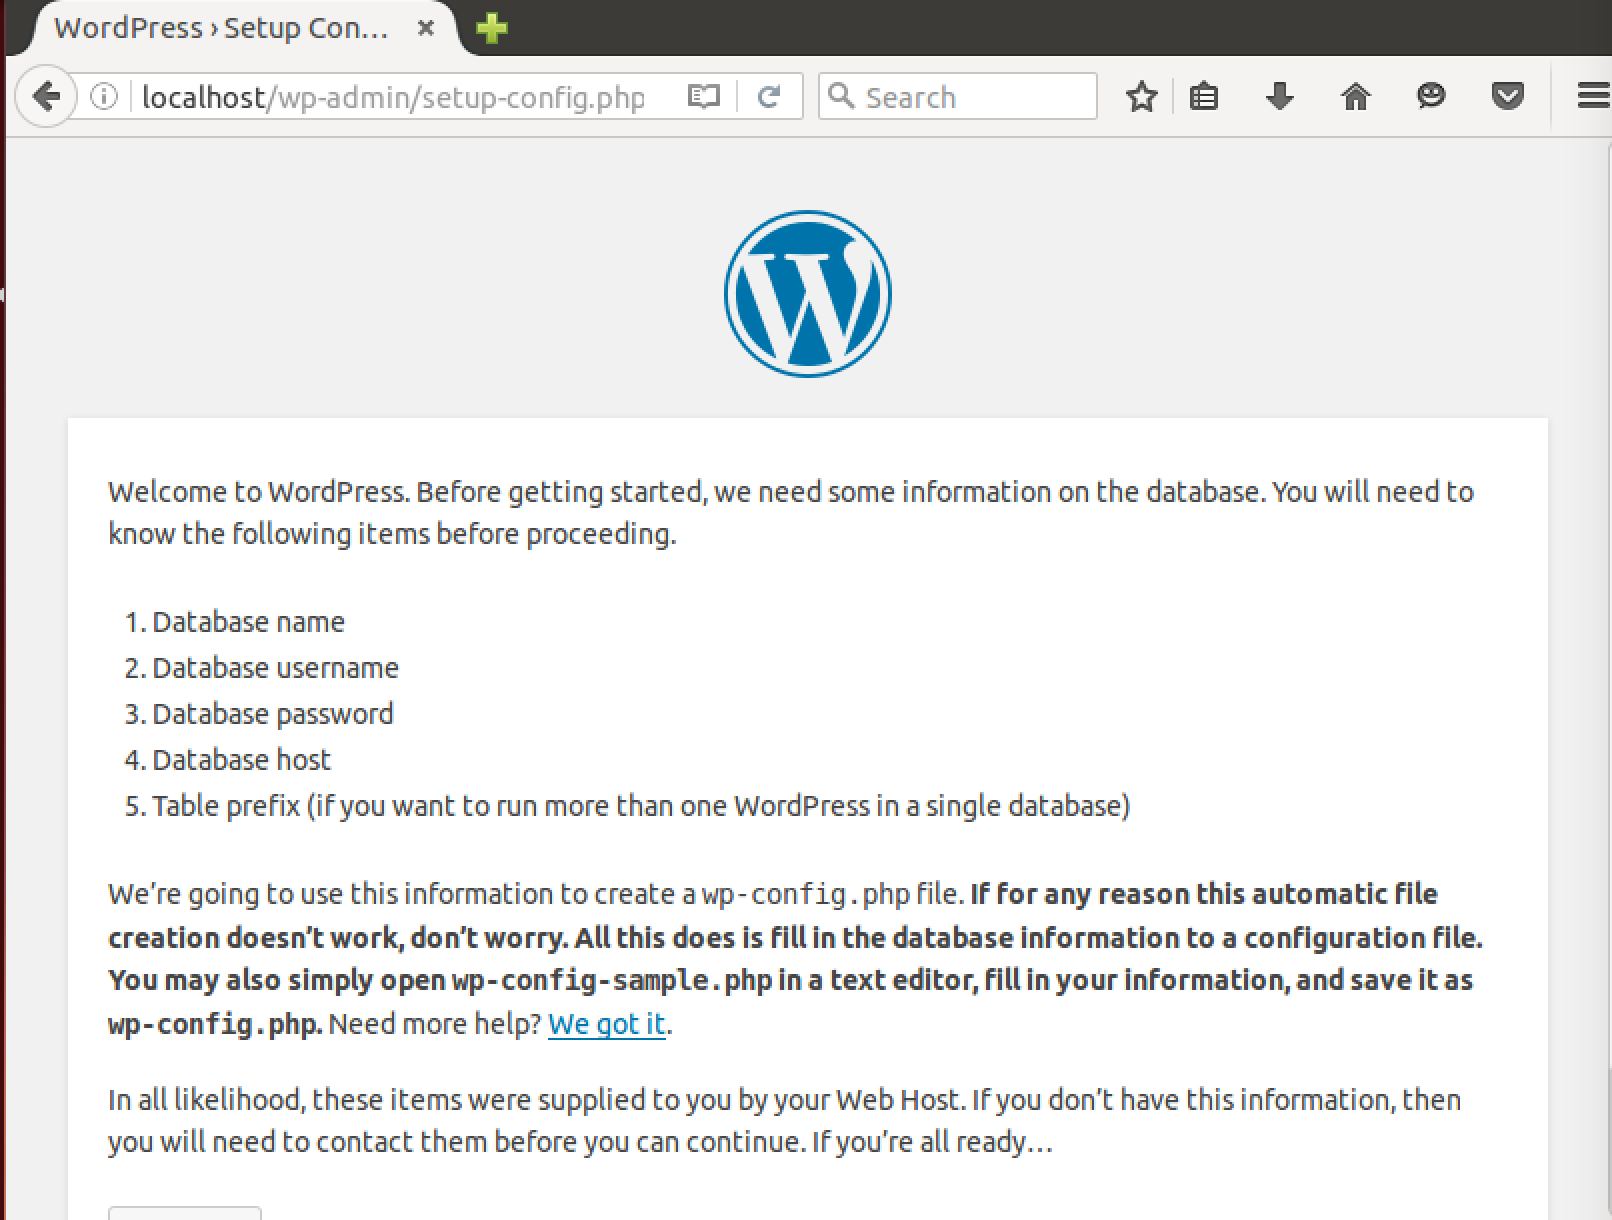 WordPress › Setup Con...
localhost/wp-admin/setup-config.php
Search
Welcome to WordPress. Before getting started, we need some information on the database. You will need to
know the following items before proceeding.
1. Database name
2. Database username
3. Database password
4. Database host
5. Table prefix (if you want to run more than one WordPress in a single database)
We’re going to use this information to create a wp-config.php file. If for any reason this automatic file
creation doesn’t work, don’t worry. All this does is fill in the database information to a configuration file.
You may also simply open wp-config-sample.php in a text editor, fill in your information, and save it as
wp-config.php. Need more help? We got it.
In all likelihood, these items were supplied to you by your Web Host. If you don’t have this information, then
you will need to contact them before you can continue. If you’re all ready…